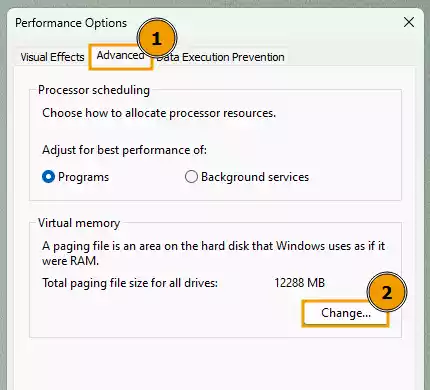 Performance Options
1
Visual Effects Advanced Data Execution Prevention
Processor scheduling
Choose how to allocate processor resources.
Adjust for best performance of:
Programs Background services
Virtual memory
A paging file is an area on the hard disk that Windows uses as if it
were RAM.
Total paging file size for all drives: 12288 MB
2
Change...